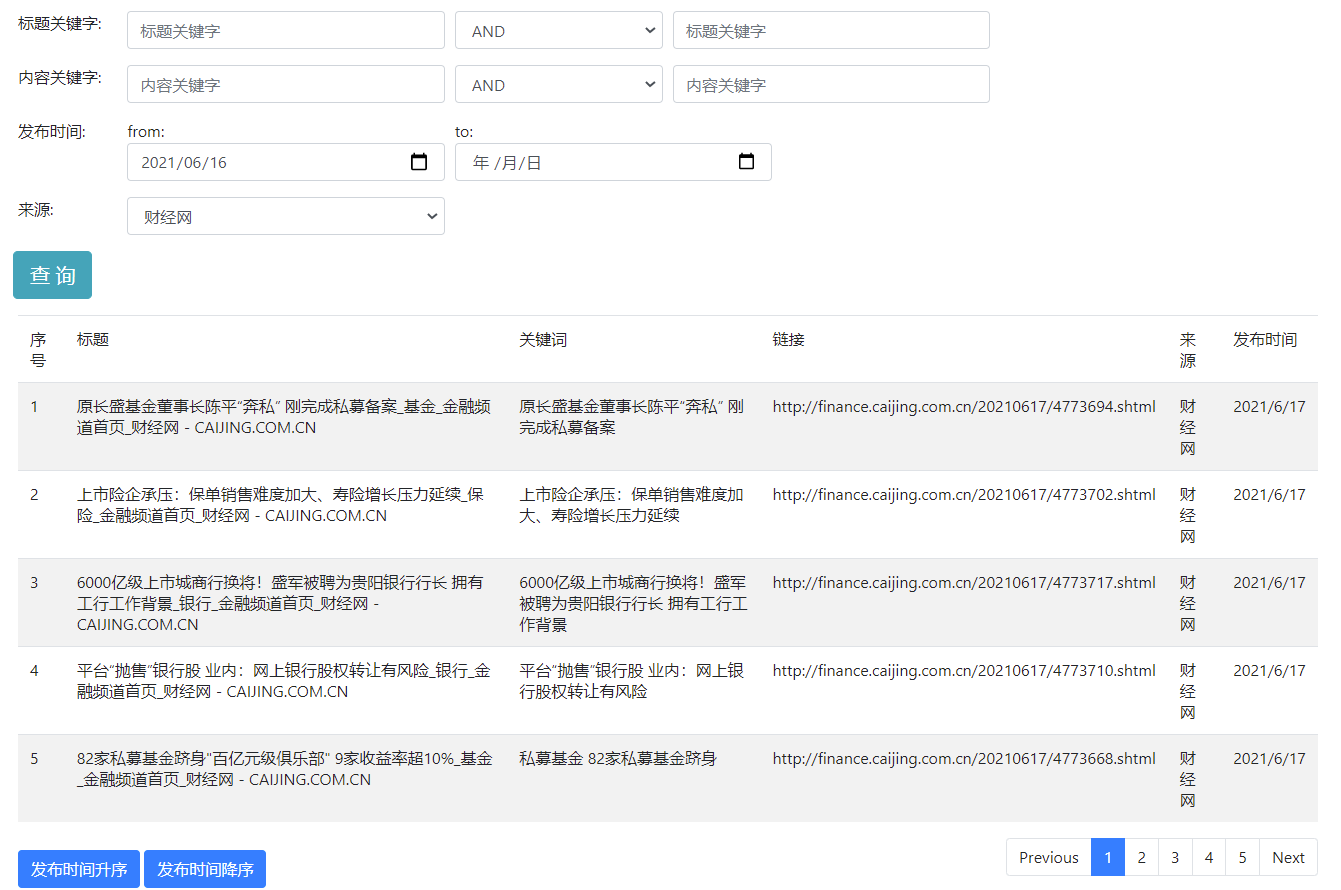 标题关键字: 标题关键字 AND 标题关键字
内容关键字: 内容关键字 AND 内容关键字
发布时间: from: to:
2021/06/16 年 /月/日
来源: 财经网
查 询
序号 标题 关键词 链接 来源 发布时间
1 原长盛基金董事长陈平“奔私” 刚完成私募备案_基金_金融频 原长盛基金董事长陈平“奔私” 刚 http://finance.caijing.com.cn/20210617/4773694.shtml 财经网 2021/6/17
道首页_财经网 - CAIJING.COM.CN 完成私募备案
2 上市险企承压：保单销售难度加大、寿险增长压力延续_保 上市险企承压：保单销售难度加 http://finance.caijing.com.cn/20210617/4773702.shtml 财经网 2021/6/17
险_金融频道首页_财经网 - CAIJING.COM.CN 大、寿险增长压力延续
3 6000亿级上市城商行换将！盛军被聘为贵阳银行行长 拥有 6000亿级上市城商行换将！盛军 http://finance.caijing.com.cn/20210617/4773717.shtml 财经网 2021/6/17
工行工作背景_银行_金融频道首页_财经网 - 被聘为贵阳银行行长 拥有工行工
CAIJING.COM.CN 作背景
4 平台“抛售”银行股 业内：网上银行股权转让有风险_银行_金 平台“抛售”银行股 业内：网上银 http://finance.caijing.com.cn/20210617/4773710.shtml 财经网 2021/6/17
融频道首页_财经网 - CAIJING.COM.CN 行股权转让有风险
5 82家私募基金跻身"百亿元级俱乐部" 9家收益率超10%_基金 私募基金 82家私募基金跻身 http://finance.caijing.com.cn/20210617/4773668.shtml 财经网 2021/6/17
_金融频道首页_财经网 - CAIJING.COM.CN
发布时间升序 发布时间降序 Previous 1 2 3 4 5 Next